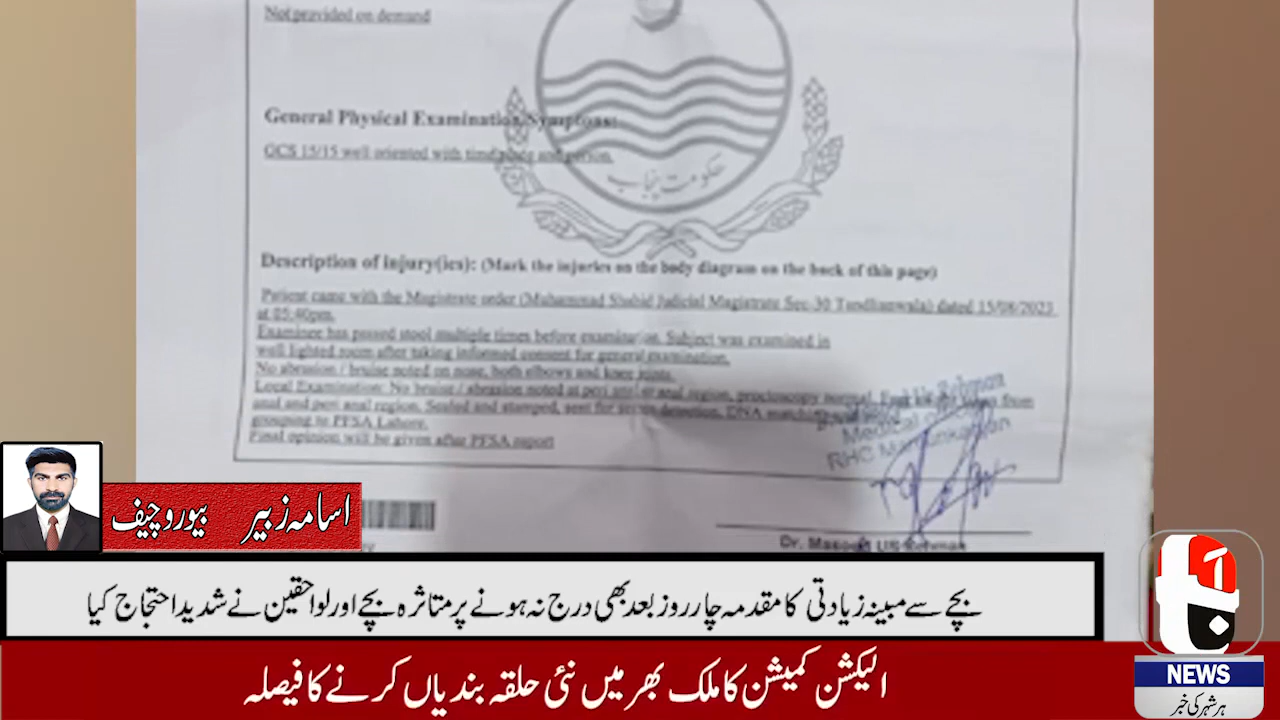 Not provided on demand
General Physical Examination/Symptoms:
GCS 15/15 well oriented with time place and person.
حکومت پنجاب
Description of injury(ies): (Mark the injuries on the body diagram on the back of this page)
Patient came with the Magistrate order (Muhammad Shahid Judicial Magistrate Sec-30 Tandlianwala) dated 15/08/2023
at 05:40pm.
Examinee has passed stool multiple times before examination. Subject was examined in
well lighted room after taking informed consent for general examination.
No abrasion / bruise noted on nose, both elbows and knee joints.
Local Examination: No bruise / abrasion noted at peri anal or anal region, proctoscopy normal. from
anal and peri anal region. Sealed and stamped, sent for semen detection, DNA matching
grouping to PFSA Lahore.
Final opinion will be given after PFSA report
Rehman
Medical
RHC
Dr. Rehman
اسامہ زبیر بیورو چیف
بچے سے مبینہ زیادتی کا مقدمہ چار روز بعد بھی درج نہ ہونے پر متاثرہ بچے اور لواحقین نے شدید احتجاج کیا
الیکشن کمیشن کا ملک بھر میں نئی حلقہ بندیاں کرنے کا فیصلہ
NEWS
ہر شہر کی خبر